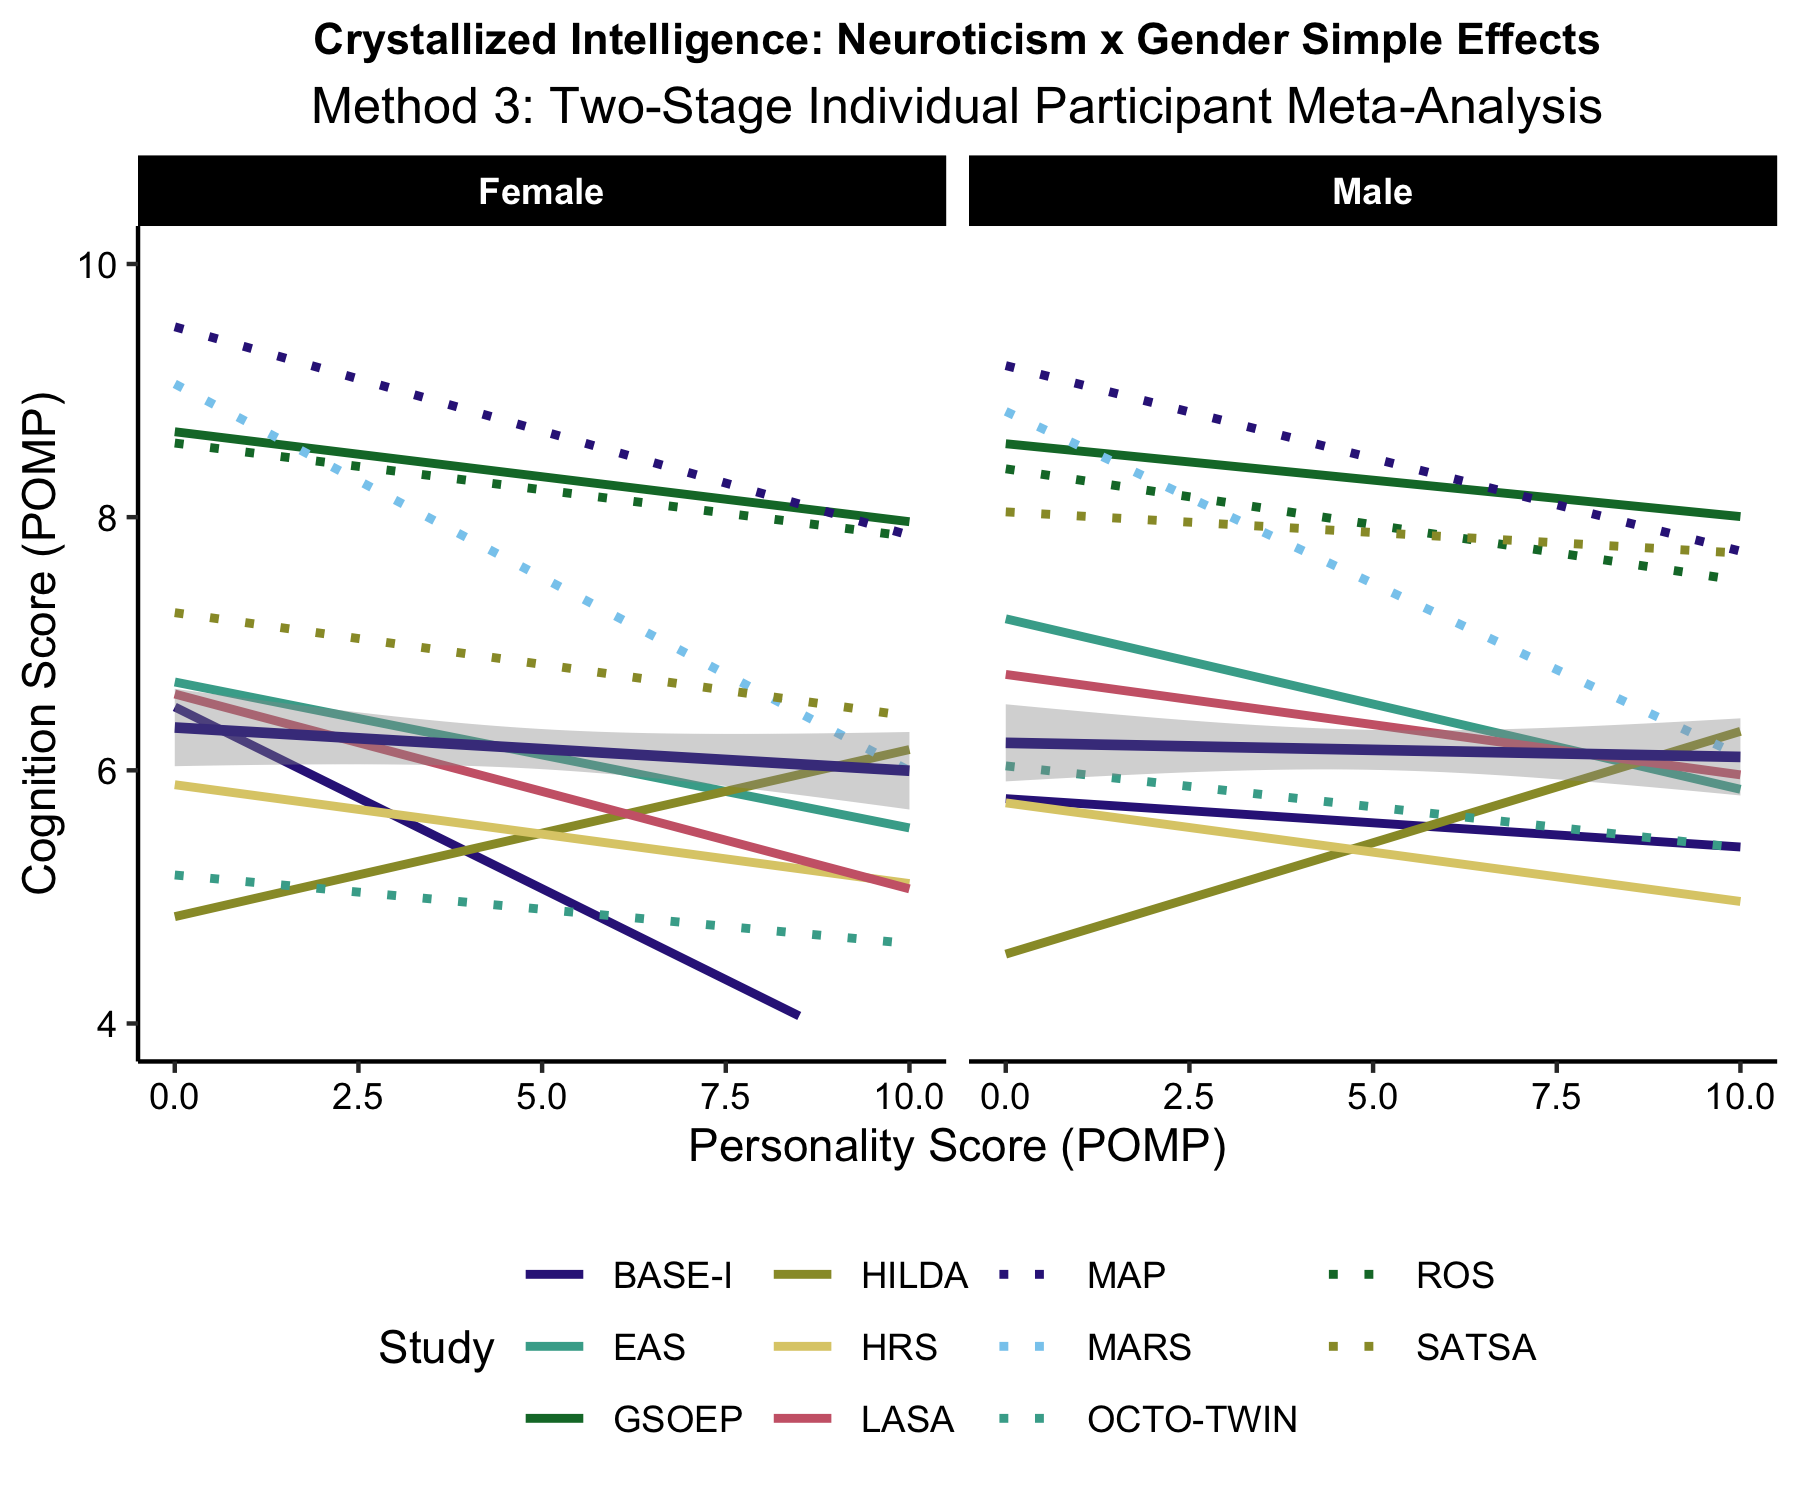 Crystallized Intelligence: Neuroticism x Gender Simple Effects
Method 3: Two-Stage Individual Participant Meta-Analysis
Female
Male
Cognition Score (POMP)
10
8
6
4
0.0 2.5 5.0 7.5 10.0 0.0 2.5 5.0 7.5 10.0
Personality Score (POMP)
Study
BASE-I HILDA MAP ROS
EAS HRS MARS SATSA
GSOEP LASA OCTO-TWIN